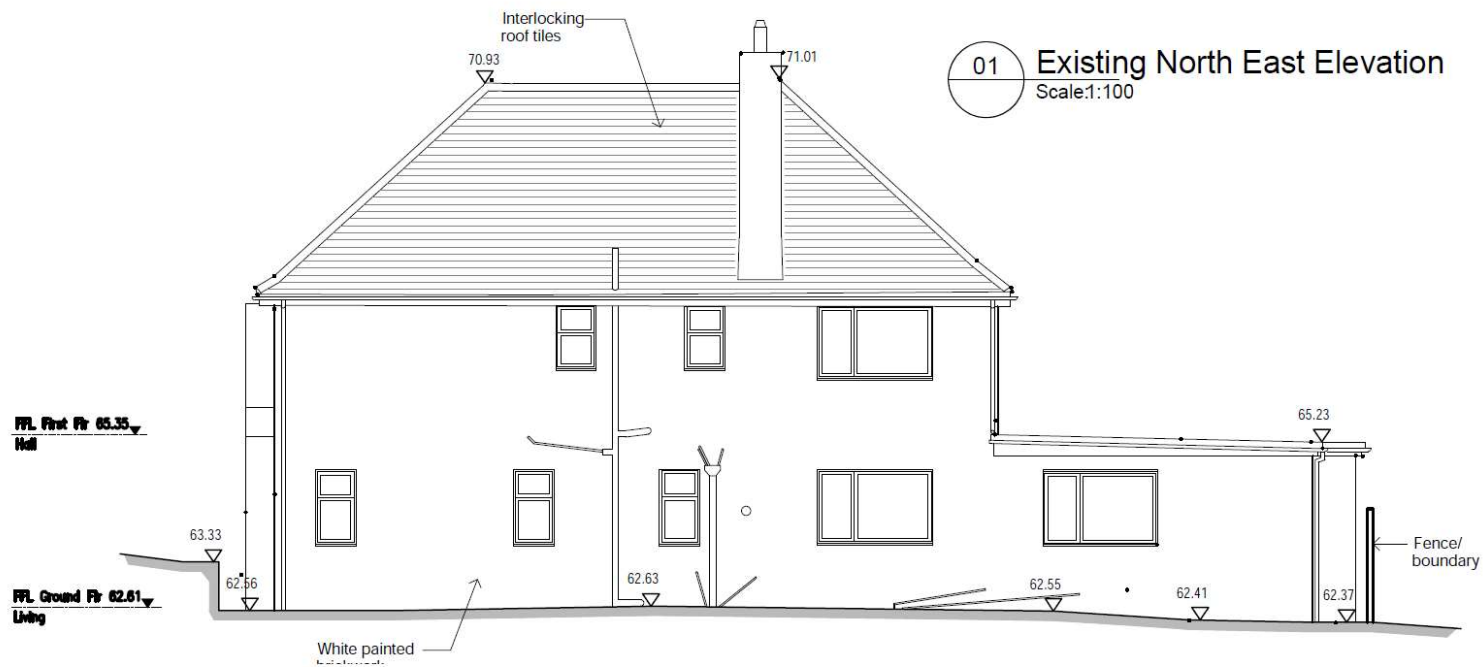 Interlocking
roof tiles
70.93
71.01
01
Existing North East Elevation
Scale:1:100
FFL First Flr 65.35
Hall
65.23
63.33
Fence/
boundary
62.56
62.63
62.55
62.41
62.37
FFL Ground Flr 62.61
Living
White painted
brickwork